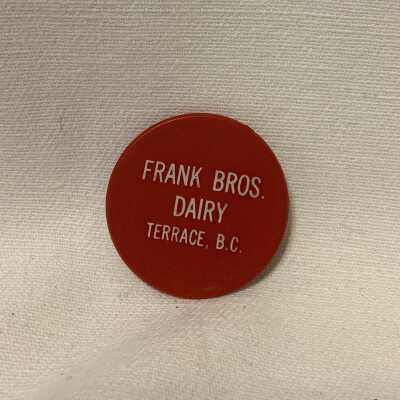 FRANK BROS.
DAIRY
TERRACE, B.C.